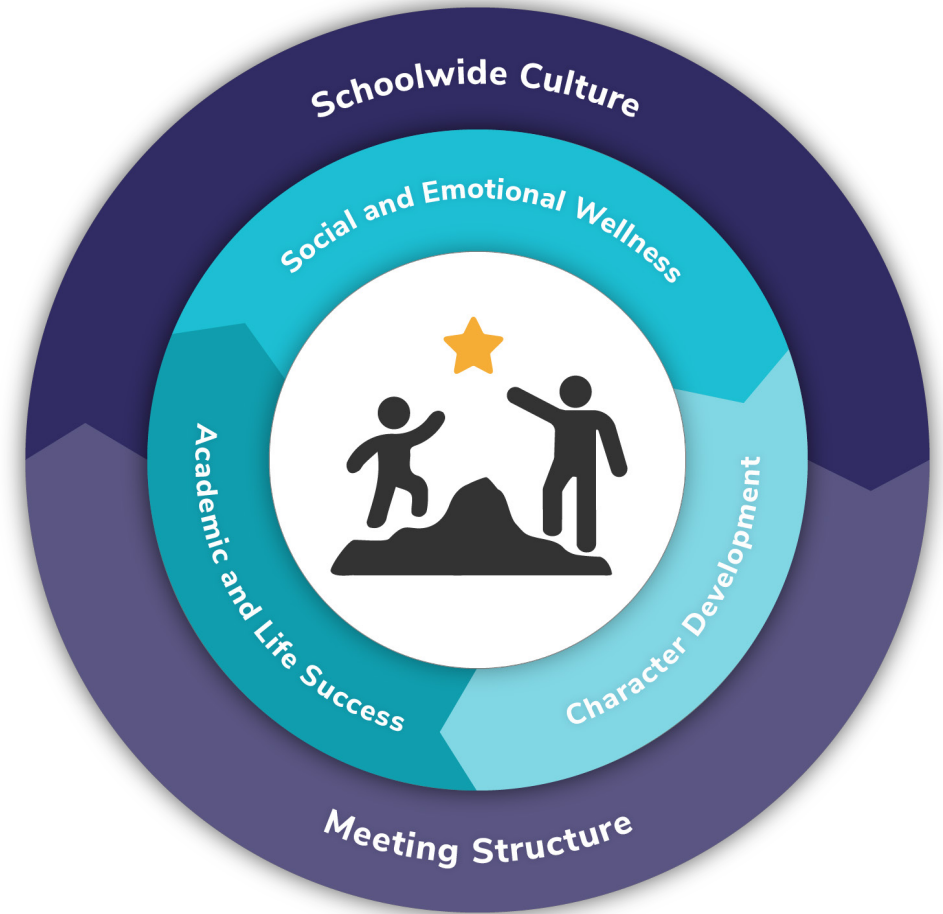 Schoolwide Culture
Social and Emotional Wellness
Academic and Life Success
Character Development
Meeting Structure